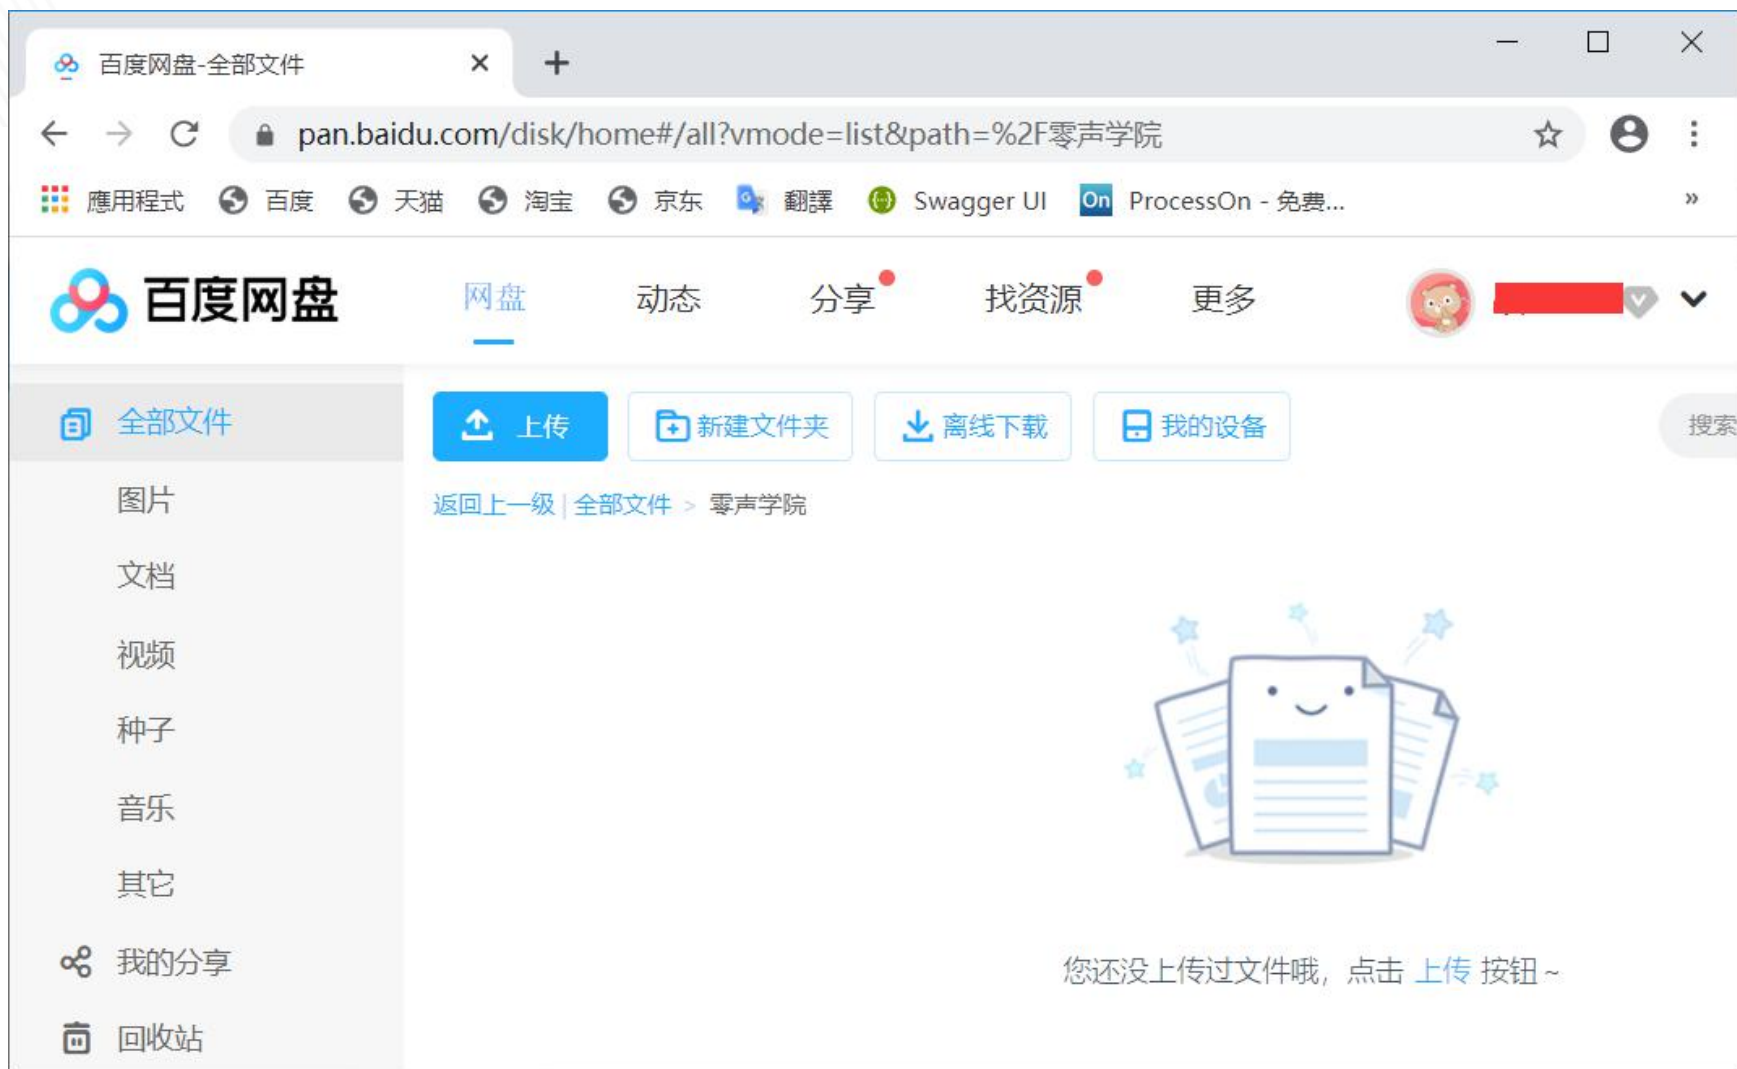 百度网盘-全部文件
pan.baidu.com/disk/home#/all?vmode=list&path=%2F零声学院
應用程式 百度 天猫 淘宝 京东 翻譯 Swagger UI On ProcessOn - 免费...
百度网盘 网盘 动态 分享 找资源 更多
全部文件 上传 新建文件夹 离线下载 我的设备 搜索
图片 返回上一级 | 全部文件 > 零声学院
文档
视频
种子
音乐
其它
我的分享 您还没上传过文件哦，点击 上传 按钮 ~
回收站